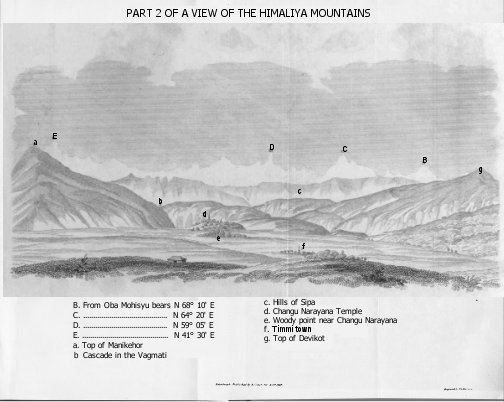 PART 2 OF A VIEW OF THE HIMALIYA MOUNTAINS
E
a
D
C
B
g
c
b
d
e
f
B. From Oba Mohisyu bears N 68° 10' E
C. ................................ N 64° 20' E
D. ................................ N 59° 05' E
E. ................................ N 41° 30' E
a. Top of Manikehor
b Cascade in the Vagmati
c. Hills of Sipa
d. Changu Narayana Temple
e. Woody point near Changu Narayana
f. Timmi town
g. Top of Devikot